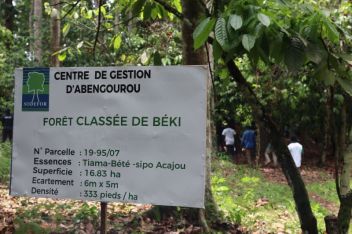 SODEFOR
CENTRE DE GESTION
D'ABENGOUROU
FORÊT CLASSÉE DE BÉKI
N° Parcelle : 19-95/07
Essences : Tiama-Bété -sipo Acajou
Superficie : 16.83 ha
Ecartement : 6m x 5m
Densité : 333 pieds / ha